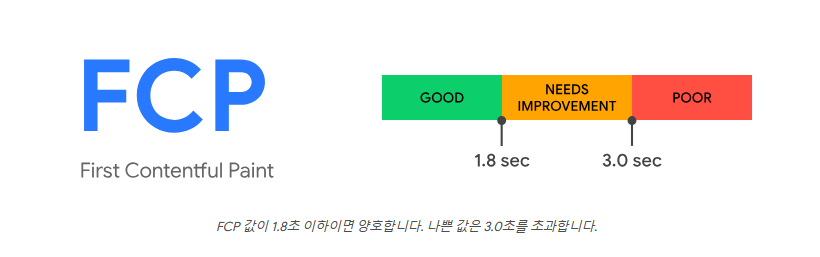 FCP
First Contentful Paint
GOOD
NEEDS
IMPROVEMENT
POOR
1.8 sec
3.0 sec
FCP 값이 1.8초 이하이면 양호합니다. 나쁜 값은 3.0초를 초과합니다.